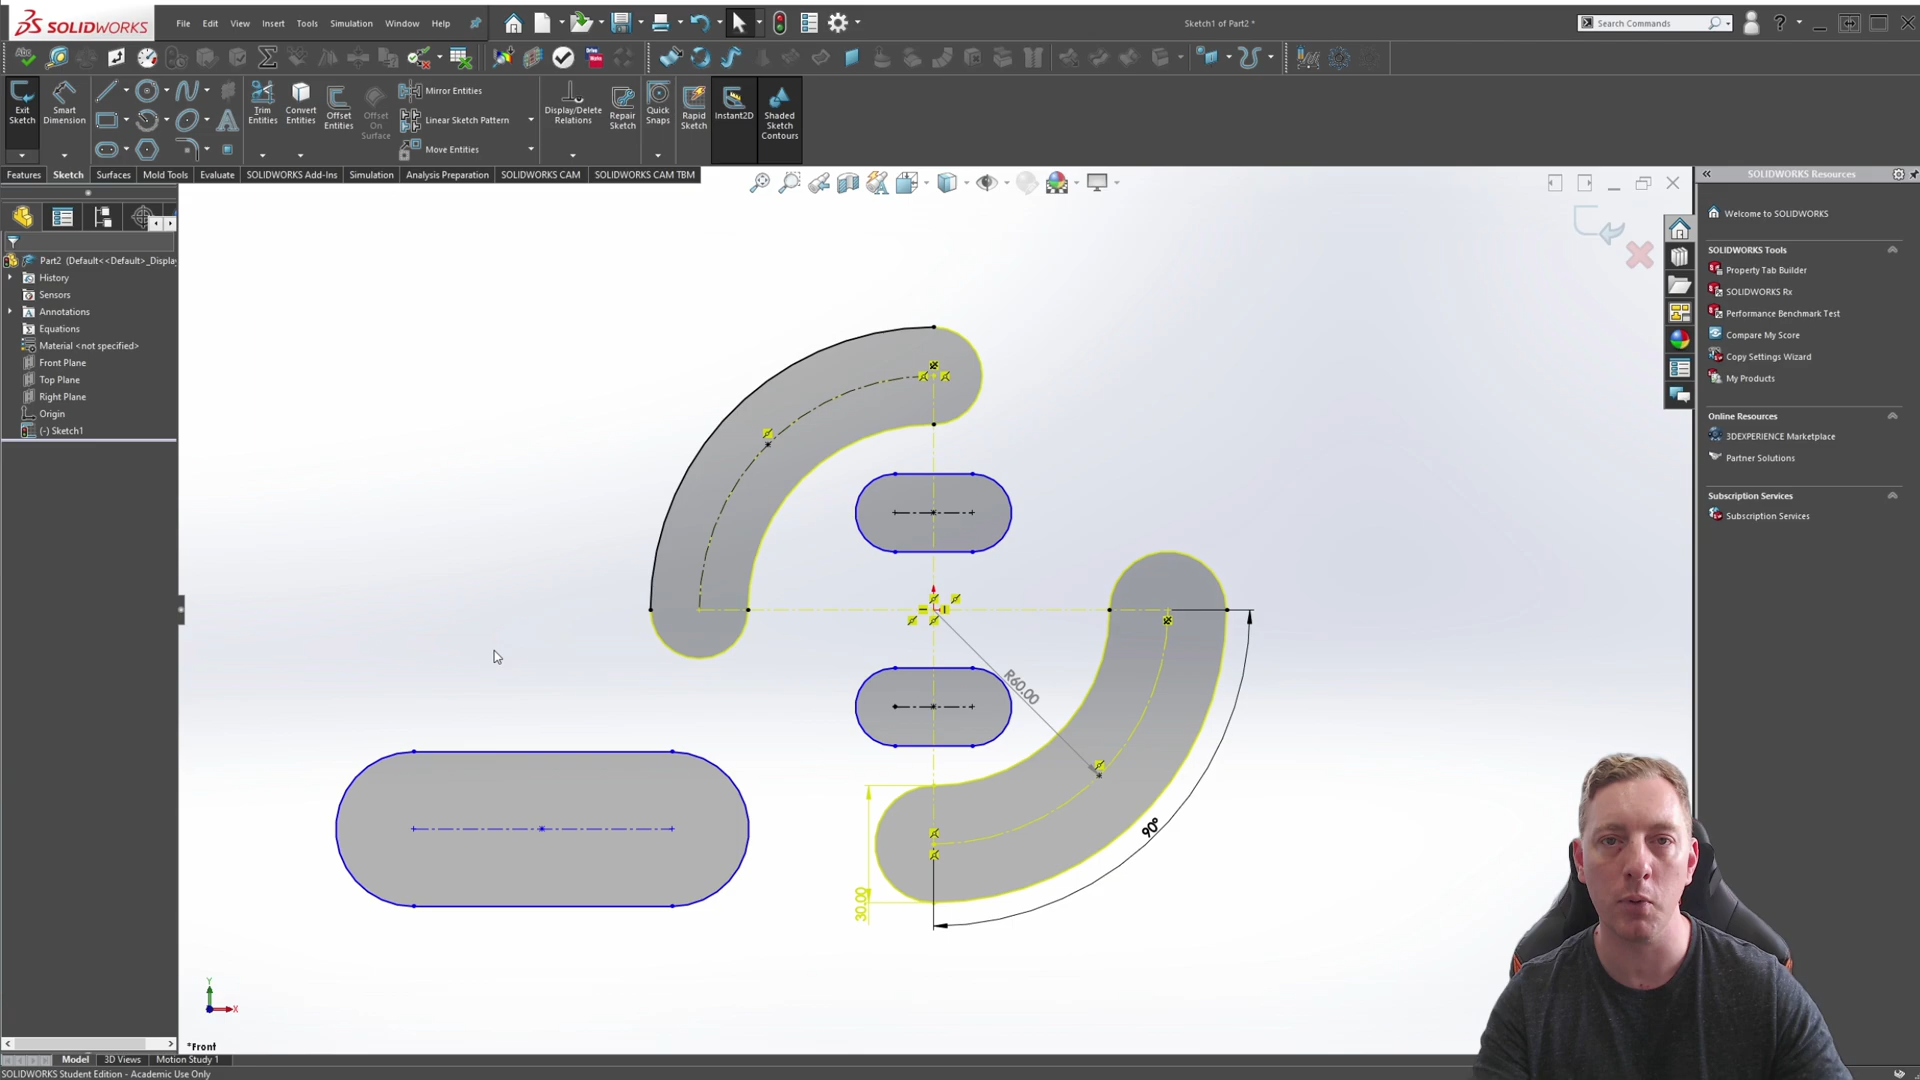 SOLIDWORKS
File Edit View Insert Tools Simulation Window Help
Sketch1 of Part2 *
Search Commands
Exit Sketch
Smart Dimension
Trim Entities
Convert Entities
Offset Entities
Offset On Surface
Mirror Entities
Linear Sketch Pattern
Move Entities
Display/Delete Relations
Repair Sketch
Quick Snaps
Rapid Sketch
Instant2D
Shaded Sketch Contours
Features Sketch Surfaces Mold Tools Evaluate SOLIDWORKS Add-Ins Simulation Analysis Preparation SOLIDWORKS CAM SOLIDWORKS CAM TBM
Part2 (Default<<Default>_Displa
History
Sensors
Annotations
Equations
Material <not specified>
Front Plane
Top Plane
Right Plane
Origin
(-) Sketch1
R60.00
90°
30.00
Y
X
*Front
SOLIDWORKS Resources
Welcome to SOLIDWORKS
SOLIDWORKS Tools
Property Tab Builder
SOLIDWORKS Rx
Performance Benchmark Test
Compare My Score
Copy Settings Wizard
My Products
Online Resources
3DEXPERIENCE Marketplace
Partner Solutions
Subscription Services
Subscription Services
Model 3D Views Motion Study 1
SOLIDWORKS Student Edition - Academic Use Only